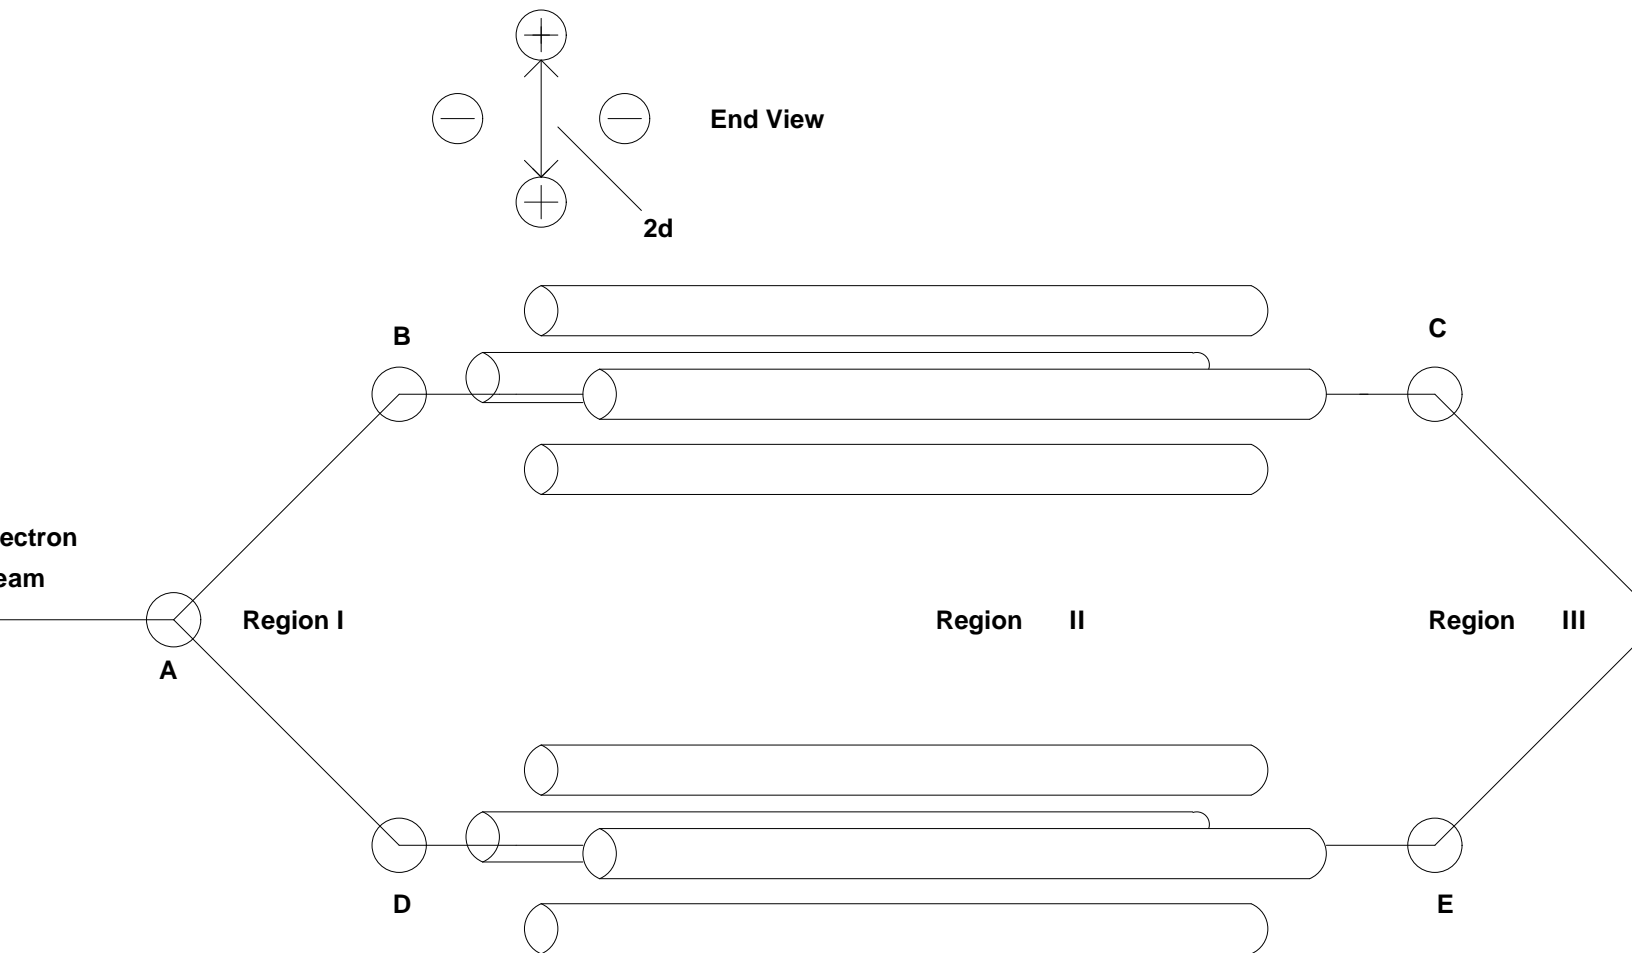 End View
2d
B
C
ectron
eam
Region I
Region II
Region III
A
D
E